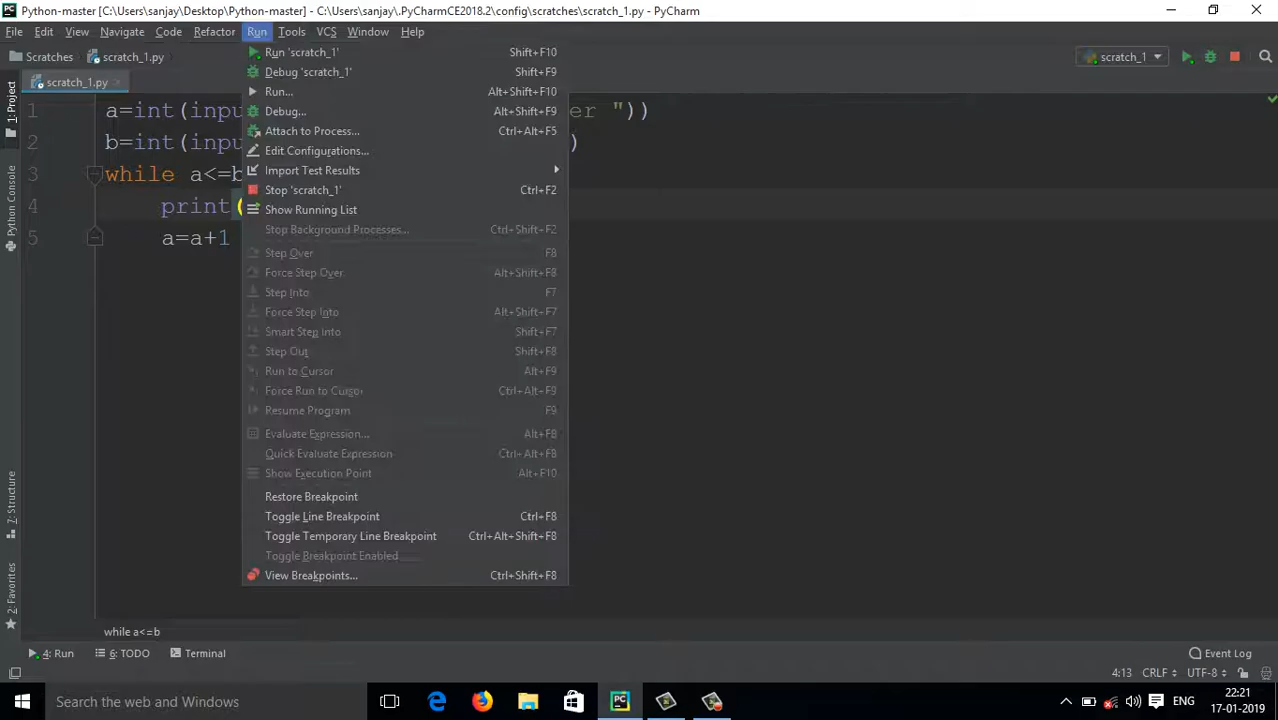 Python-master [C:\Users\sanjay\Desktop\Python-master] - C:\Users\sanjay\.PyCharmCE2018.2\config\scratches\scratch_1.py - PyCharm
File Edit View Navigate Code Refactor Run Tools VCS Window Help
Scratches scratch_1.py scratch_1
scratch_1.py
1: Project
Python Console
7: Structure
2: Favorites
1 a=int(inpu er "))
2 b=int(inpu )
3 while a<=b
4 print(
5 a=a+1
Run 'scratch_1' Shift+F10
Debug 'scratch_1' Shift+F9
Run... Alt+Shift+F10
Debug... Alt+Shift+F9
Attach to Process... Ctrl+Alt+F5
Edit Configurations...
Import Test Results
Stop 'scratch_1' Ctrl+F2
Show Running List
Stop Background Processes... Ctrl+Shift+F2
Step Over F8
Force Step Over Alt+Shift+F8
Step Into F7
Force Step Into Alt+Shift+F7
Smart Step Into Shift+F7
Step Out Shift+F8
Run to Cursor Alt+F9
Force Run to Cursor Ctrl+Alt+F9
Resume Program F9
Evaluate Expression... Alt+F8
Quick Evaluate Expression Ctrl+Alt+F8
Show Execution Point Alt+F10
Restore Breakpoint
Toggle Line Breakpoint Ctrl+F8
Toggle Temporary Line Breakpoint Ctrl+Alt+Shift+F8
Toggle Breakpoint Enabled
View Breakpoints... Ctrl+Shift+F8
while a<=b
4: Run 6: TODO Terminal Event Log
4:13 CRLF UTF-8
Search the web and Windows ENG 22:21
17-01-2019